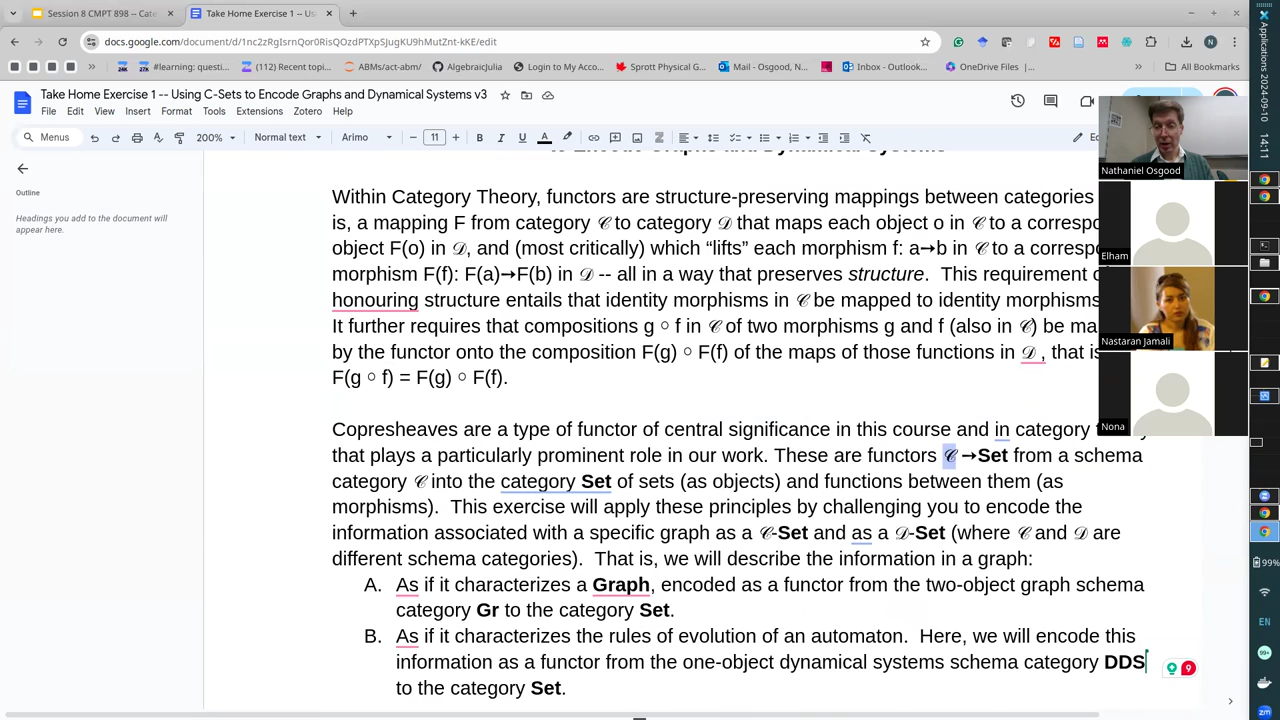 Session 8 CMPT 898 -- Cate
Take Home Exercise 1 -- Us
docs.google.com/document/d/1nc2zRgIsrnQor0RisQOzdPTXpSJugKU9hMutZnt-kKE/edit
#learning: questi...
(112) Recent topi...
ABMs/acbm/
Algebraicjulia
Login to My Acco...
Sprint Physical G...
Mail - Osgood, N...
Inbox - Outlook...
OneDrive Files, ...
All Bookmarks
Take Home Exercise 1 -- Using C-Sets to Encode Graphs and Dynamical Systems v3
File Edit View Insert Format Tools Extensions Zotero Help
Menus
200%
Normal text
Arimo
11
Outline
Headings you add to the document will
appear here.
Within Category Theory, functors are structure-preserving mappings between categories
is, a mapping F from category 𝒞 to category 𝒟 that maps each object o in 𝒞 to a correspo
object F(o) in 𝒟, and (most critically) which “lifts” each morphism f: a→b in 𝒞 to a correspo
morphism F(f): F(a)→F(b) in 𝒟 -- all in a way that preserves structure. This requirement
honouring structure entails that identity morphisms in 𝒞 be mapped to identity morphisms
It further requires that compositions g ○ f in 𝒞 of two morphisms g and f (also in 𝒞) be ma
by the functor onto the composition F(g) ○ F(f) of the maps of those functions in 𝒟 , that is
F(g ○ f) = F(g) ○ F(f).
Copresheaves are a type of functor of central significance in this course and in category
that plays a particularly prominent role in our work. These are functors 𝒞 →Set from a schema
category 𝒞 into the category Set of sets (as objects) and functions between them (as
morphisms). This exercise will apply these principles by challenging you to encode the
information associated with a specific graph as a 𝒞-Set and as a 𝒟-Set (where 𝒞 and 𝒟 are
different schema categories). That is, we will describe the information in a graph:
A. As if it characterizes a Graph, encoded as a functor from the two-object graph schema
category Gr to the category Set.
B. As if it characterizes the rules of evolution of an automaton. Here, we will encode this
information as a functor from the one-object dynamical systems schema category DDS
to the category Set.
9
Nathaniel Osgood
Elham
Nastaran Jamali
Nona
Applications 2024-09-10
14:11
99%
EN
99+
zm